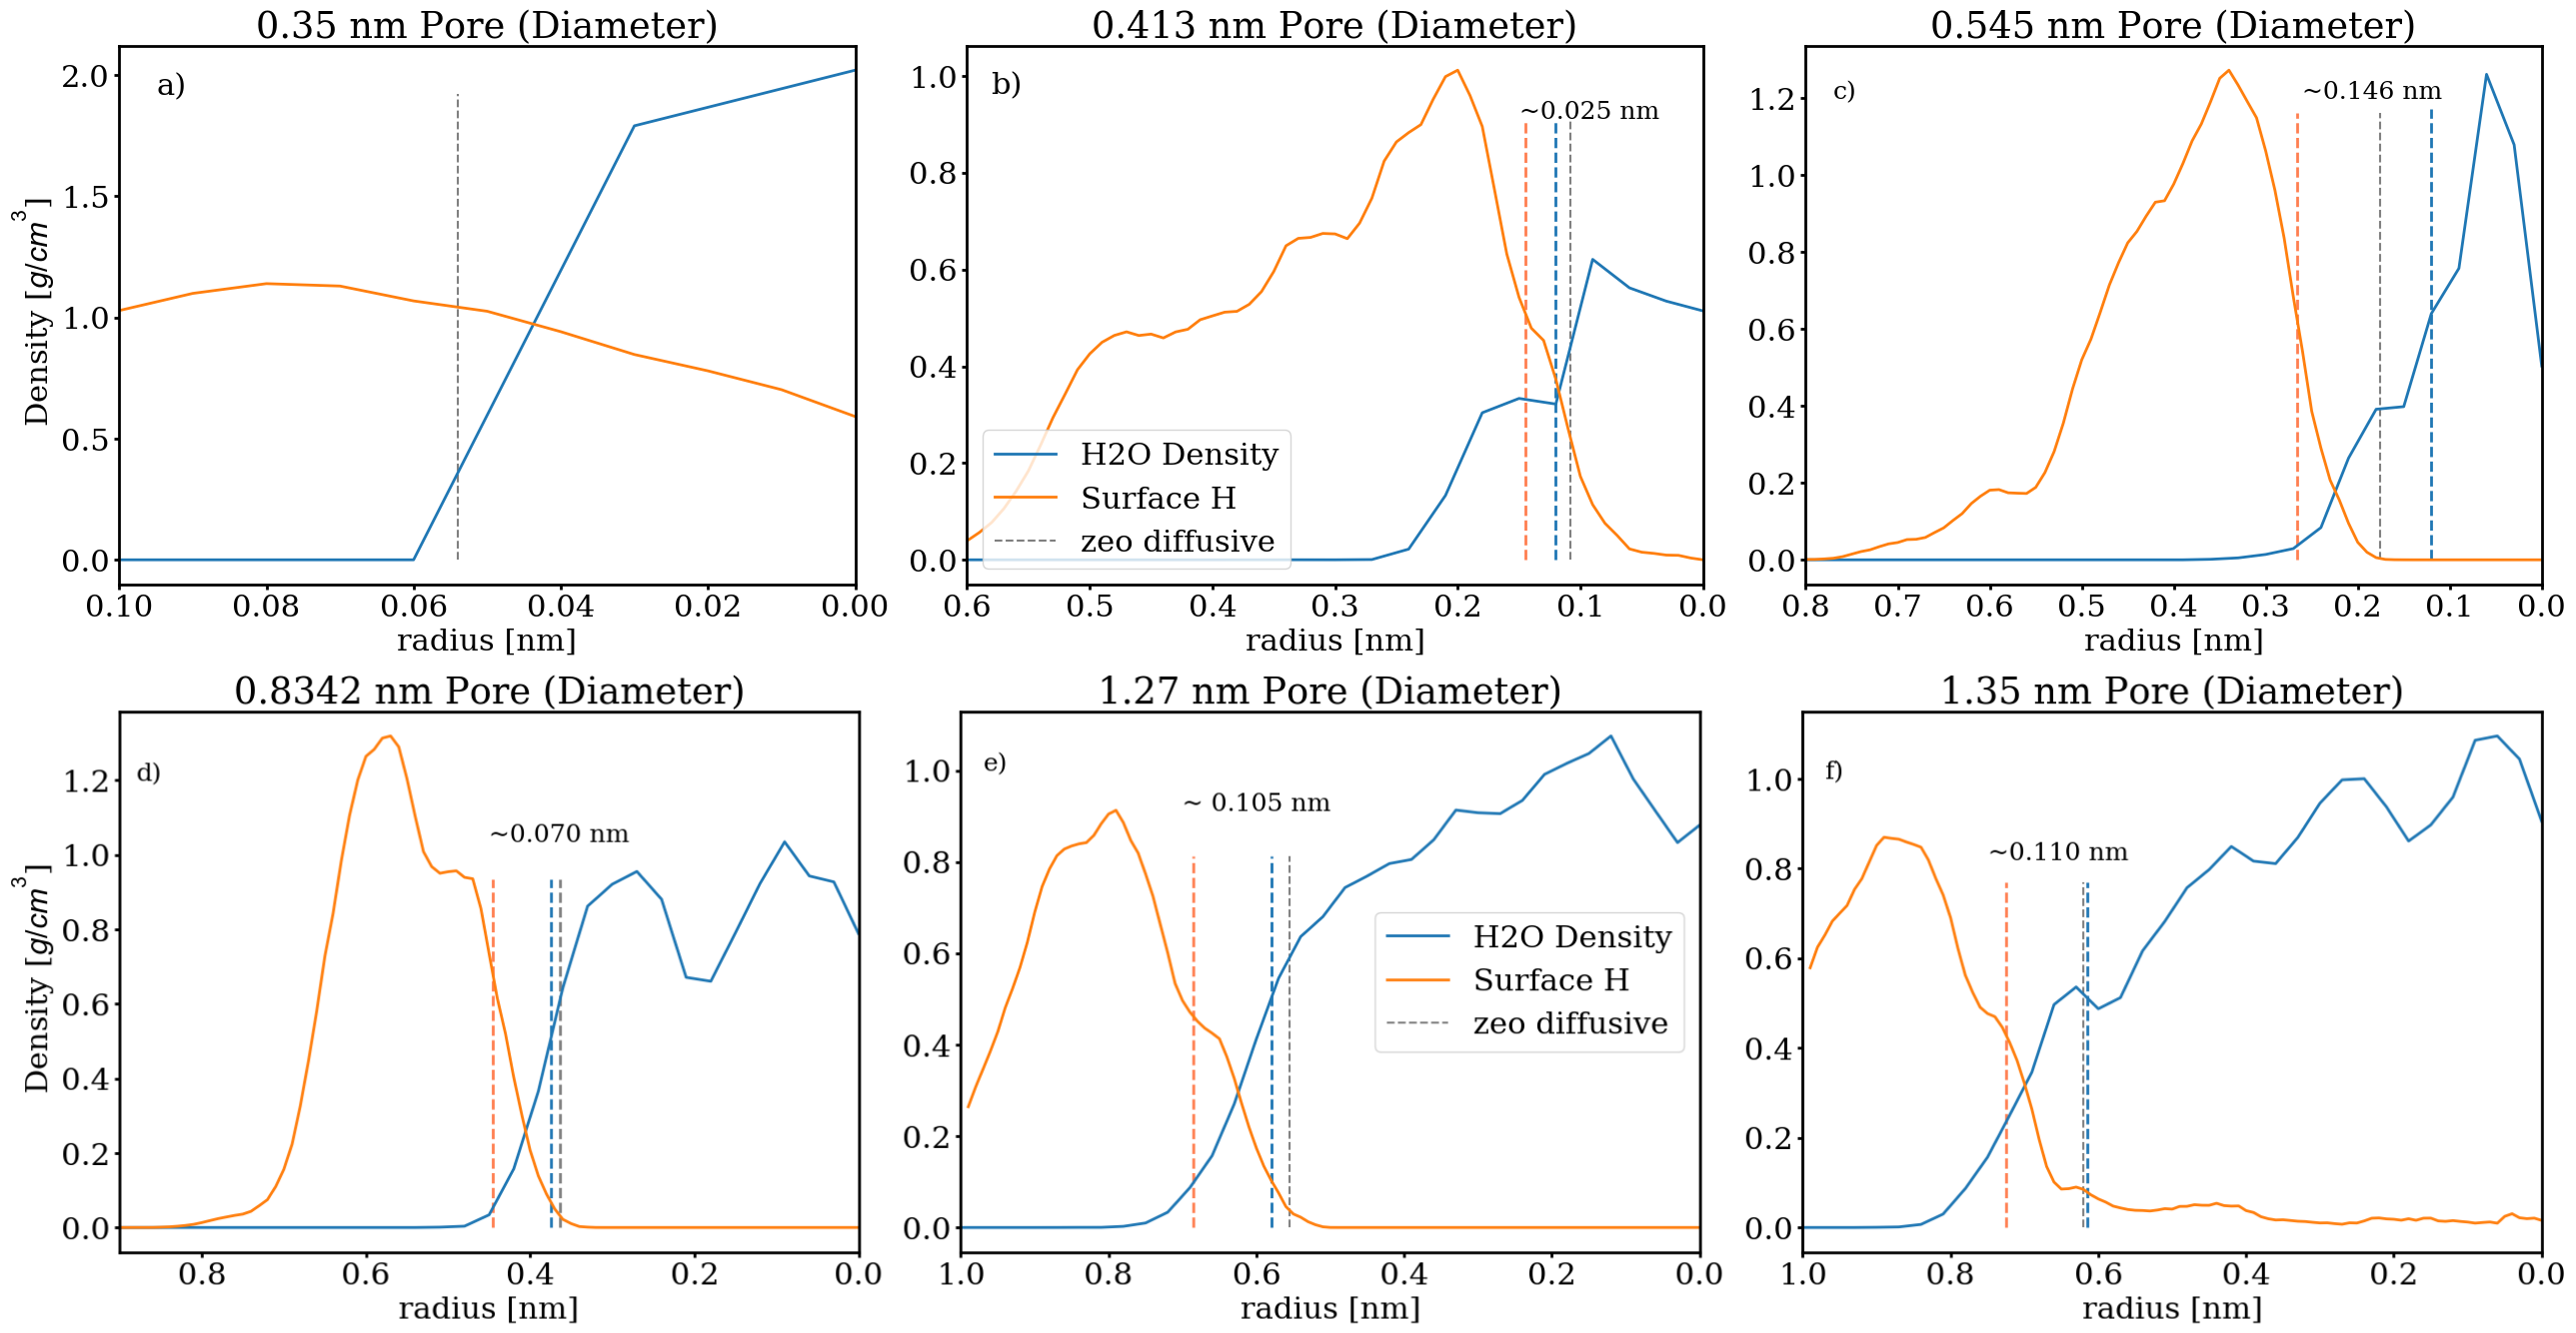 0.35 nm Pore (Diameter)
a)
Density [g/cm³]
2.0
1.5
1.0
0.5
0.0
0.10 0.08 0.06 0.04 0.02 0.00
radius [nm]
0.413 nm Pore (Diameter)
b)
~0.025 nm
1.0
0.8
0.6
0.4
0.2
0.0
H2O Density
Surface H
zeo diffusive
0.6 0.5 0.4 0.3 0.2 0.1 0.0
radius [nm]
0.545 nm Pore (Diameter)
c)
~0.146 nm
1.2
1.0
0.8
0.6
0.4
0.2
0.0
0.8 0.7 0.6 0.5 0.4 0.3 0.2 0.1 0.0
radius [nm]
0.8342 nm Pore (Diameter)
d)
~0.070 nm
Density [g/cm³]
1.2
1.0
0.8
0.6
0.4
0.2
0.0
0.8 0.6 0.4 0.2 0.0
radius [nm]
1.27 nm Pore (Diameter)
e)
~ 0.105 nm
1.0
0.8
0.6
0.4
0.2
0.0
H2O Density
Surface H
zeo diffusive
1.0 0.8 0.6 0.4 0.2 0.0
radius [nm]
1.35 nm Pore (Diameter)
f)
~0.110 nm
1.0
0.8
0.6
0.4
0.2
0.0
1.0 0.8 0.6 0.4 0.2 0.0
radius [nm]